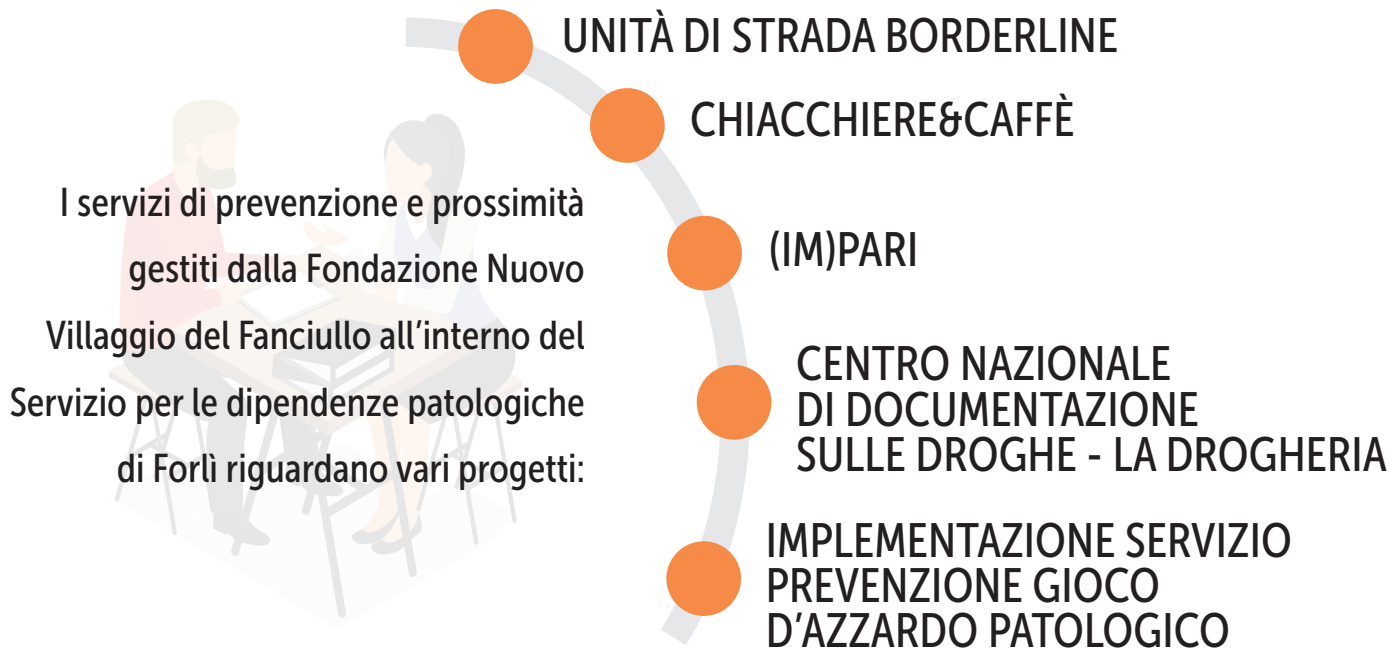 I servizi di prevenzione e prossimità
gestiti dalla Fondazione Nuovo
Villaggio del Fanciullo all’interno del
Servizio per le dipendenze patologiche
di Forlì riguardano vari progetti:
UNITÀ DI STRADA BORDERLINE
CHIACCHIERE&CAFFÈ
(IM)PARI
CENTRO NAZIONALE
DI DOCUMENTAZIONE
SULLE DROGHE - LA DROGHERIA
IMPLEMENTAZIONE SERVIZIO
PREVENZIONE GIOCO
D’AZZARDO PATOLOGICO